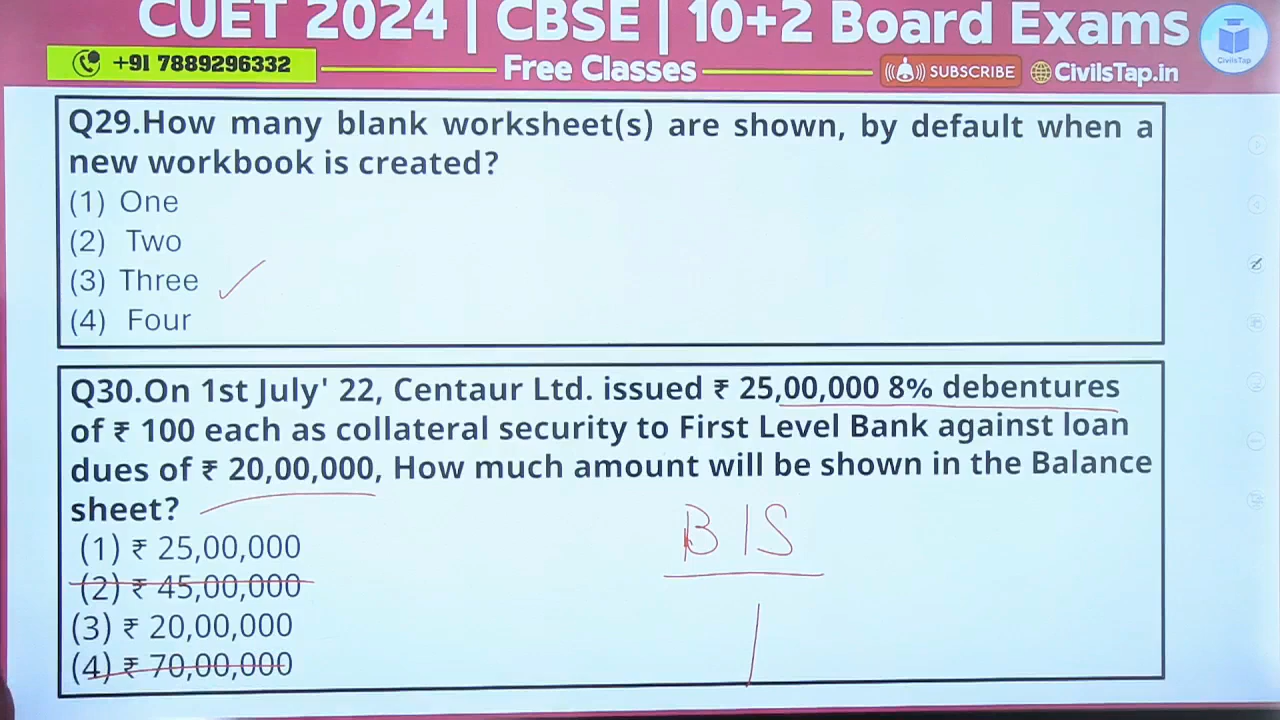 CUET 2024 | CBSE | 10+2 Board Exams
+91 7889296332
Free Classes
SUBSCRIBE
CivilsTap.in
CivilsTap
Q29.How many blank worksheet(s) are shown, by default when a
new workbook is created?
(1) One
(2) Two
(3) Three
(4) Four
Q30.On 1st July' 22, Centaur Ltd. issued ₹ 25,00,000 8% debentures
of ₹ 100 each as collateral security to First Level Bank against loan
dues of ₹ 20,00,000, How much amount will be shown in the Balance
sheet?
(1) ₹ 25,00,000
(2) ₹ 45,00,000
(3) ₹ 20,00,000
(4) ₹ 70,00,000
B|S